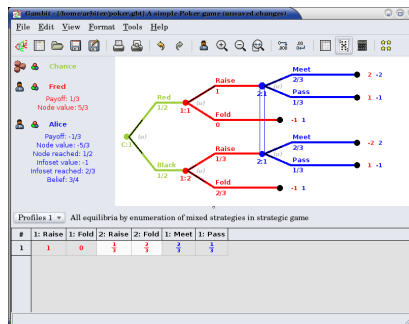 Gambit - [/home/arbiter/poker.gbt] A simple Poker game (unsaved changes)
File Edit View Format Tools Help
Chance
Fred
Payoff: 1/3
Node value: 5/3
Alice
Payoff: -1/3
Node value: -5/3
Node reached: 1/2
Infoset value: -1
Infoset reached: 2/3
Belief: 3/4
C:1
(u)
Red
1/2
Black
1/2
1:1
(u)
Raise
1
Fold
0
2:1
(u)
Meet
2/3
2 -2
Pass
1/3
1 -1
-1 1
1:2
(u)
Raise
1/3
Fold
2/3
2:1
(u)
Meet
2/3
-2 2
Pass
1/3
1 -1
-1 1
Profiles 1 All equilibria by enumeration of mixed strategies in strategic game
# 1: Raise 1: Fold 2: Raise 2: Fold 1: Meet 1: Pass
1 1 0 1/3 2/3 2/3 1/3